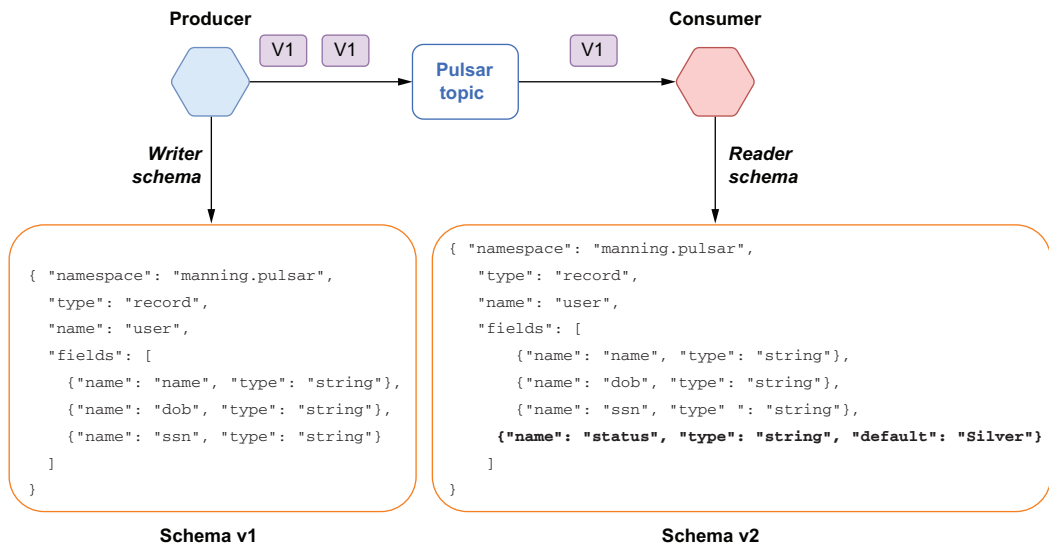 Producer
Consumer
V1
V1
V1
Pulsar
topic
Writer
schema
Reader
schema
{ "namespace": "manning.pulsar",
"type": "record",
"name": "user",
"fields": [
{"name": "name", "type": "string"},
{"name": "dob", "type": "string"},
{"name": "ssn", "type": "string"}
]
}
{ "namespace": "manning.pulsar",
"type": "record",
"name": "user",
"fields": [
{"name": "name", "type": "string"},
{"name": "dob", "type": "string"},
{"name": "ssn", "type" ": "string"},
{"name": "status", "type": "string", "default": "Silver"}
]
}
Schema v1
Schema v2